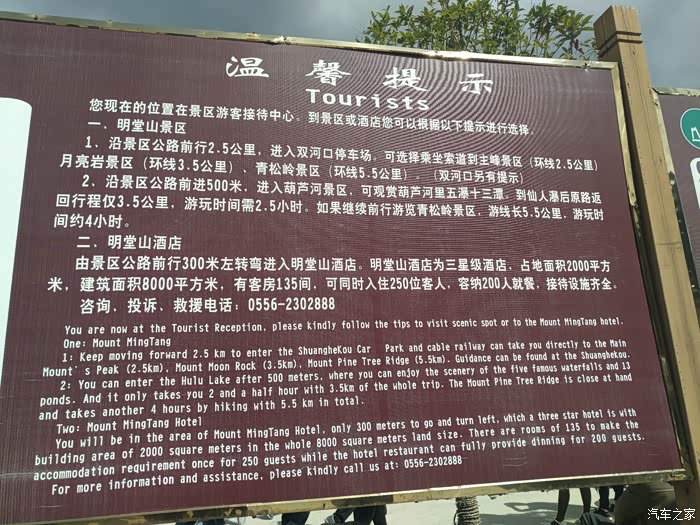 温馨提示
Tourists
您现在的位置在景区游客接待中心。到景区或酒店您可以根据以下提示进行选择。
一、明堂山景区
1、沿景区公路前行2.5公里，进入双河口停车场。可选择乘坐索道到主峰景区（环线2.5公里）
月亮岩景区（环线3.5公里）、青松岭景区（环线5.5公里）。（双河口另有提示）
2、沿景区公路前进500米，进入葫芦河景区，可观赏葫芦河里五瀑十三潭。到仙人瀑后原路返
回行程仅3.5公里，游玩时间需2.5小时。如果继续前行游览青松岭景区，游线长5.5公里，游玩时
间约4小时。
二、明堂山酒店
由景区公路前行300米左转弯进入明堂山酒店。明堂山酒店为三星级酒店，占地面积2000平方
米，建筑面积8000平方米，有客房135间，可同时入住250位客人，容纳200人就餐，接待设施齐全。
咨询、投诉、救援电话：0556-2302888
You are now at the Tourist Reception, please kindly follow the tips to visit scenic spot or to the Mount MingTang hotel.
One: Mount MingTang
1: Keep moving forward 2.5 km to enter the ShuangheKou Car Park and cable railway can take you directly to the Main
Mount's Peak (2.5km), Mount Moon Rock (3.5km), Mount Pine Tree Ridge (5.5km). Guidance can be found at the Shuanghekou.
2: You can enter the Hulu Lake after 500 meters, where you can enjoy the scenery of the five famous waterfalls and 13
ponds. And it only takes you 2 and a half hour with 3.5km of the whole trip. The Mount Pine Tree Ridge is close at hand
and takes another 4 hours by hiking with 5.5 km in total.
Two: Mount MingTang Hotel
You will be in the area of Mount MingTang Hotel, only 300 meters to go and turn left, which a three star hotel is with
building area of 2000 square meters in the whole 8000 square meters land size. There are rooms of 135 to make the
accommodation requirement once for 250 guests while the hotel restaurant can fully provide dinning for 200 guests.
For more information and assistance, please kindly call us at: 0556-2302888
汽车之家